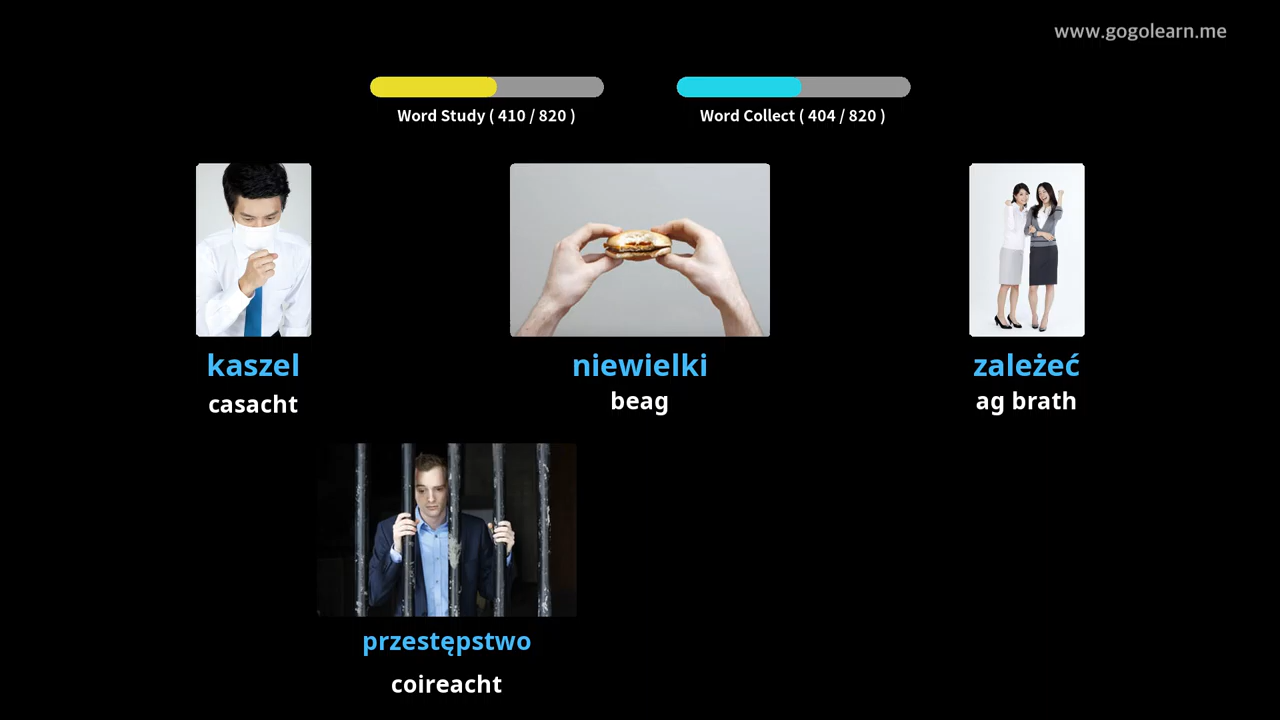 www.gogolearn.me
Word Study ( 410 / 820 )
Word Collect ( 404 / 820 )
kaszel
casacht
niewielki
beag
zależeć
ag brath
przestępstwo
coireacht